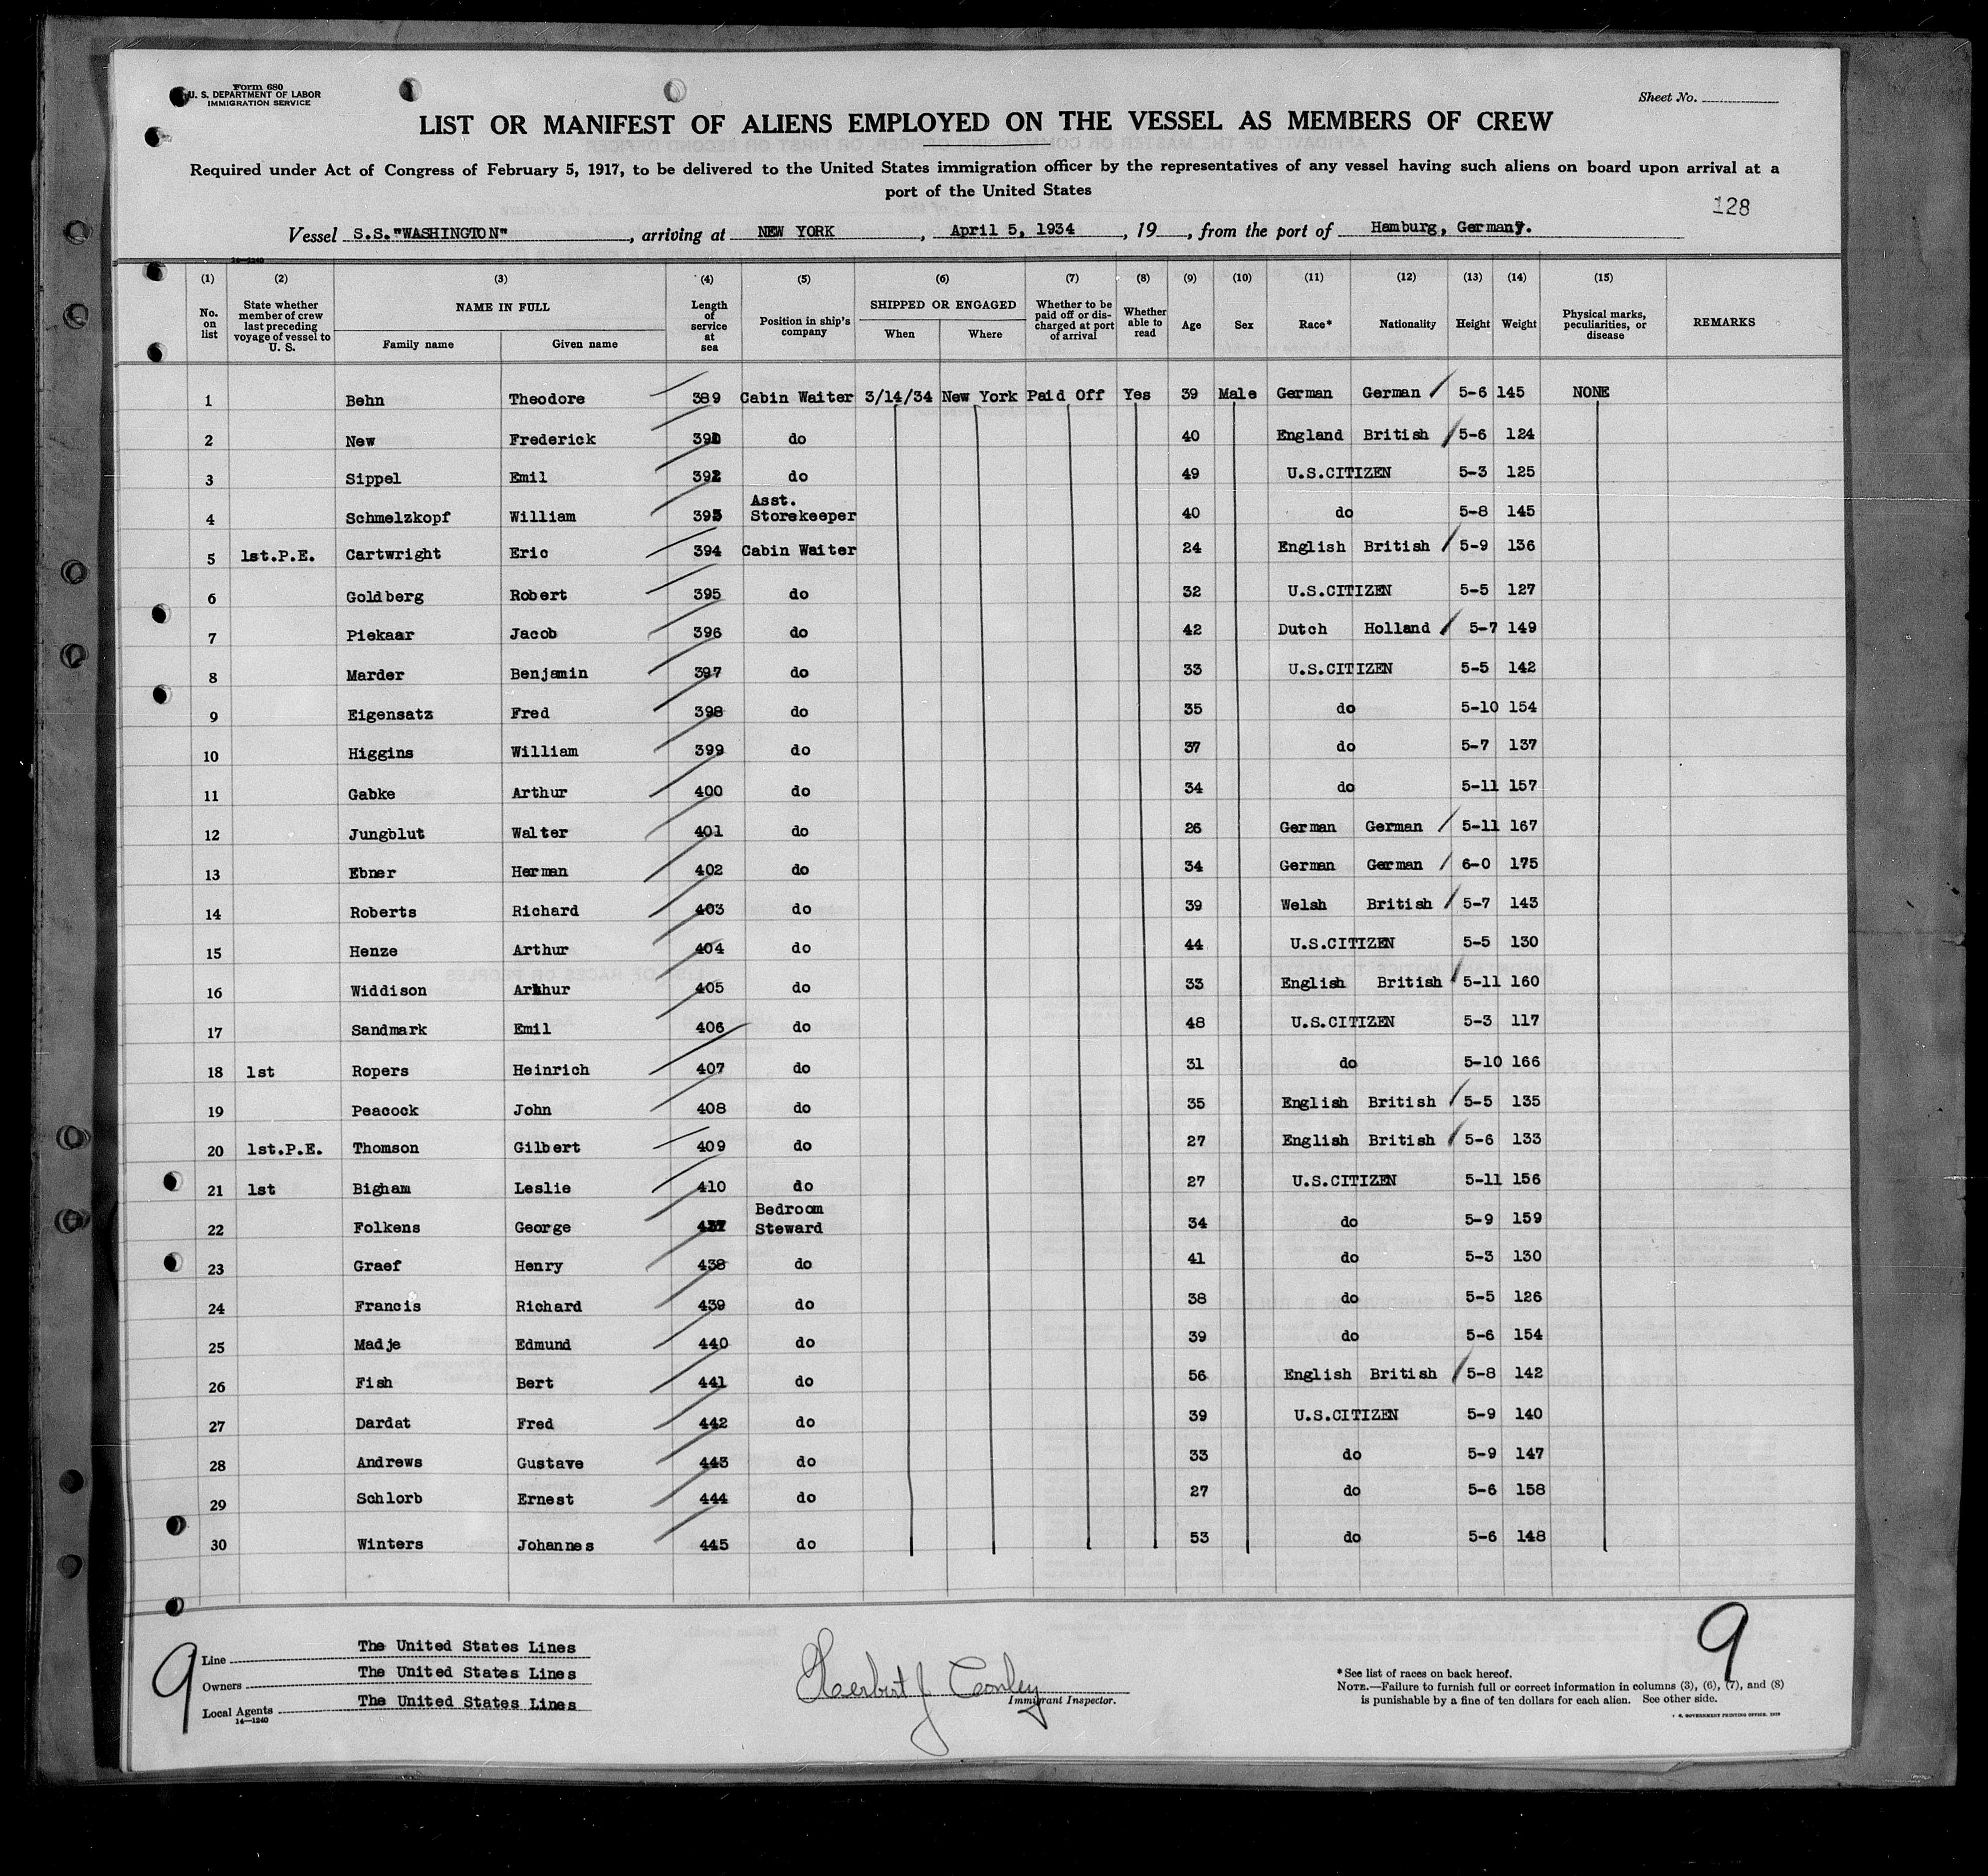 Form 680
U. S. DEPARTMENT OF LABOR
IMMIGRATION SERVICE
Sheet No.
LIST OR MANIFEST OF ALIENS EMPLOYED ON THE VESSEL AS MEMBERS OF CREW
Required under Act of Congress of February 5, 1917, to be delivered to the United States immigration officer by the representatives of any vessel having such aliens on board upon arrival at a
port of the United States
128
Vessel S.S."WASHINGTON", arriving at NEW YORK, April 5, 1934, 19, from the port of Hamburg, Germany.
14—1240
(1) (2) (3) (4) (5) (6) (7) (8) (9) (10) (11) (12) (13) (14) (15)
No. on list State whether member of crew last preceding voyage of vessel to U. S. NAME IN FULL Family name Given name Length of service at sea Position in ship's company SHIPPED OR ENGAGED When Where Whether to be paid off or discharged at port of arrival Whether able to read Age Sex Race* Nationality Height Weight Physical marks, peculiarities, or disease REMARKS
1 Behn Theodore 389 Cabin Waiter 3/14/34 New York Paid Off Yes 39 Male German German 5-6 145 NONE
2 New Frederick do 40 England British 5-6 124
3 Sippel Emil 392 do 49 U.S.CITIZEN 5-3 125
4 Schmelzkopf William 393 Asst. Storekeeper 40 do 5-8 145
5 1st.P.E. Cartwright Eric 394 Cabin Waiter 24 English British 5-9 136
6 Goldberg Robert 395 do 32 U.S.CITIZEN 5-5 127
7 Piekaar Jacob 396 do 42 Dutch Holland 5-7 149
8 Marder Benjamin 397 do 33 U.S.CITIZEN 5-5 142
9 Eigensatz Fred 398 do 35 do 5-10 154
10 Higgins William 399 do 37 do 5-7 137
11 Gabke Arthur 400 do 34 do 5-11 157
12 Jungblut Walter 401 do 26 German German 5-11 167
13 Ebner Herman 402 do 34 German German 6-0 175
14 Roberts Richard 403 do 39 Welsh British 5-7 143
15 Henze Arthur 404 do 44 U.S.CITIZEN 5-5 130
16 Widdison Arthur 405 do 33 English British 5-11 160
17 Sandmark Emil 406 do 48 U.S.CITIZEN 5-3 117
18 1st Ropers Heinrich 407 do 31 do 5-10 166
19 Peacock John 408 do 35 English British 5-5 135
20 1st.P.E. Thomson Gilbert 409 do 27 English British 5-6 133
21 1st Bigham Leslie 410 do 27 U.S.CITIZEN 5-11 156
22 Folkens George Bedroom Steward 34 do 5-9 159
23 Graef Henry 438 do 41 do 5-3 130
24 Francis Richard 439 do 38 do 5-5 126
25 Madje Edmund 440 do 39 do 5-6 154
26 Fish Bert 441 do 56 English British 5-8 142
27 Dardat Fred 442 do 39 U.S.CITIZEN 5-9 140
28 Andrews Gustave 443 do 33 do 5-9 147
29 Schlorb Ernest 444 do 27 do 5-6 158
30 Winters Johannes 445 do 53 do 5-6 148
9
Line The United States Lines
Owners The United States Lines
Local Agents The United States Lines
14—1240
Herbert J Conley
Immigrant Inspector.
9
*See list of races on back hereof.
NOTE.—Failure to furnish full or correct information in columns (3), (6), (7), and (8)
is punishable by a fine of ten dollars for each alien. See other side.
U. S. GOVERNMENT PRINTING OFFICE